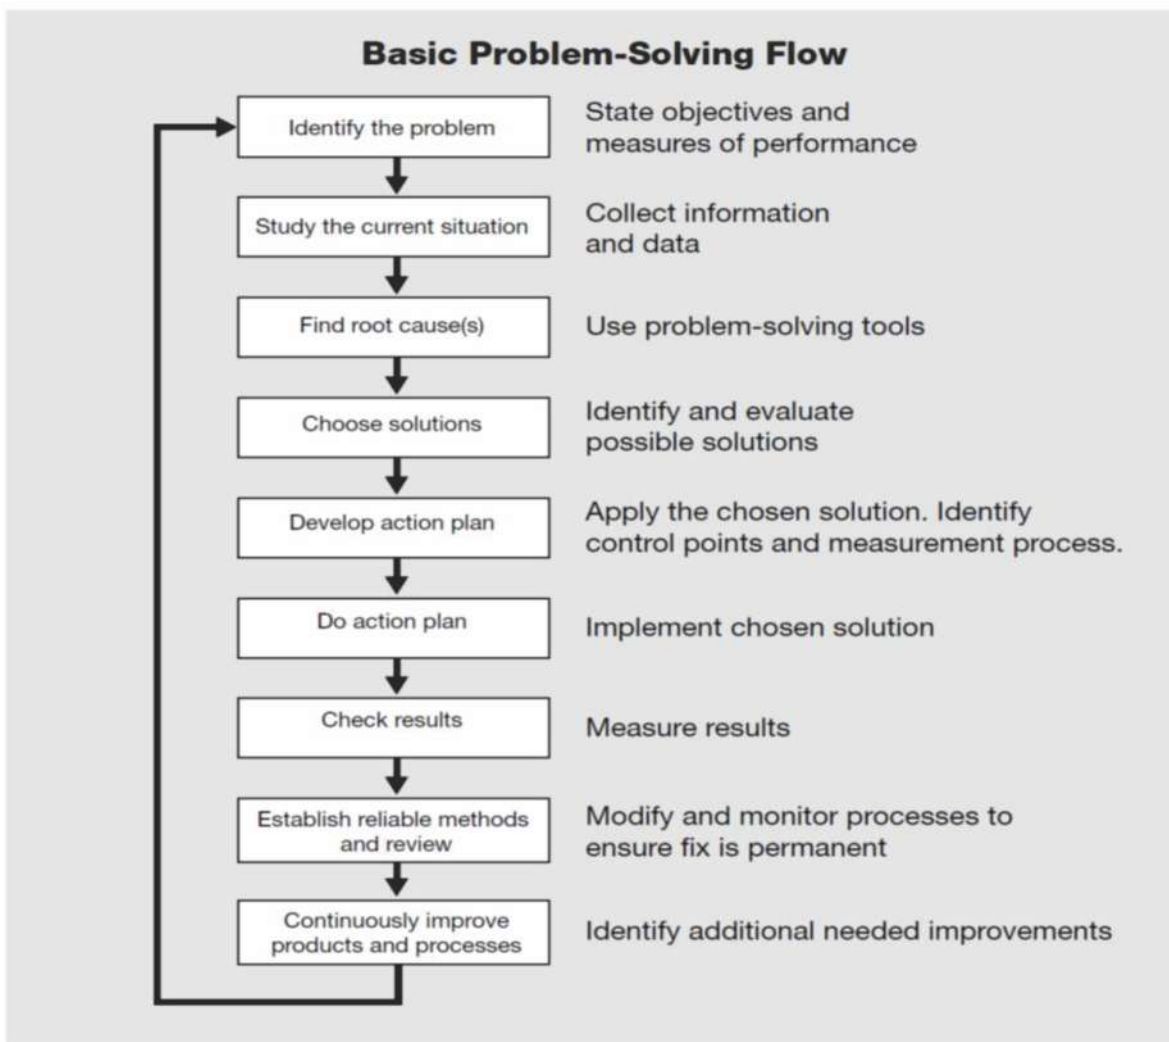 Basic Problem-Solving Flow
Identify the problem
State objectives and
measures of performance
Study the current situation
Collect information
and data
Find root cause(s)
Use problem-solving tools
Choose solutions
Identify and evaluate
possible solutions
Develop action plan
Apply the chosen solution. Identify
control points and measurement process.
Do action plan
Implement chosen solution
Check results
Measure results
Establish reliable methods
and review
Modify and monitor processes to
ensure fix is permanent
Continuously improve
products and processes
Identify additional needed improvements